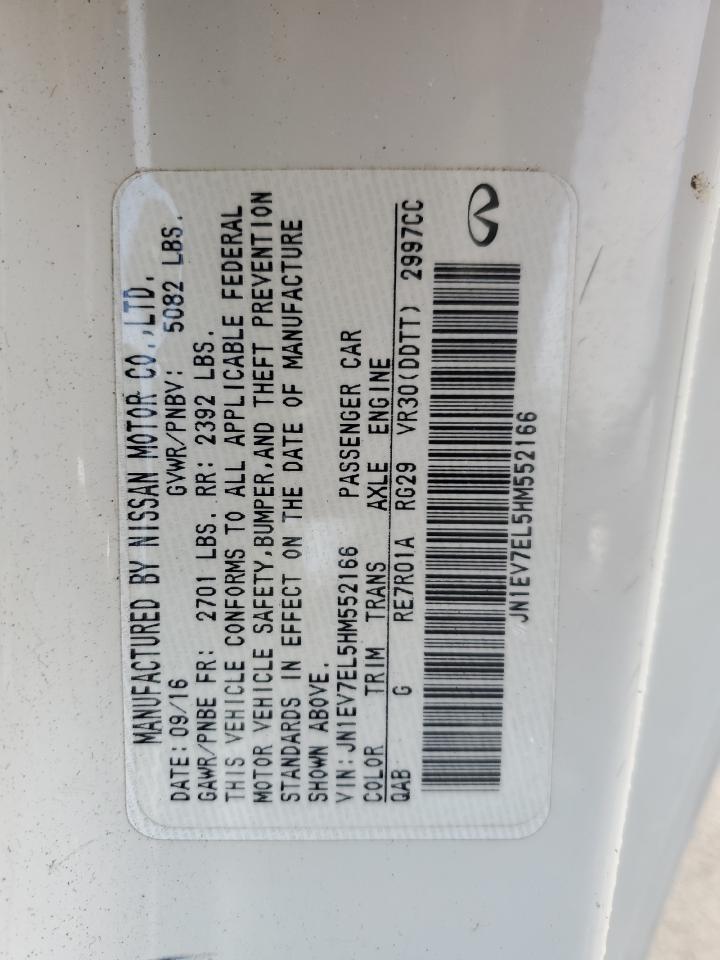 MANUFACTURED BY NISSAN MOTOR CO.,LTD.
DATE:09/16 GVWR/PNBV: 5082 LBS.
GAWR/PNBE FR: 2701 LBS. RR: 2392 LBS.
THIS VEHICLE CONFORMS TO ALL APPLICABLE FEDERAL
MOTOR VEHICLE SAFETY,BUMPER,AND THEFT PREVENTION
STANDARDS IN EFFECT ON THE DATE OF MANUFACTURE
SHOWN ABOVE.
VIN:JN1EV7EL5HM552166 PASSENGER CAR
COLOR TRIM TRANS AXLE ENGINE
QAB G RE7R01A RG29 VR30(DDTT) 2997CC
JN1EV7EL5HM552166